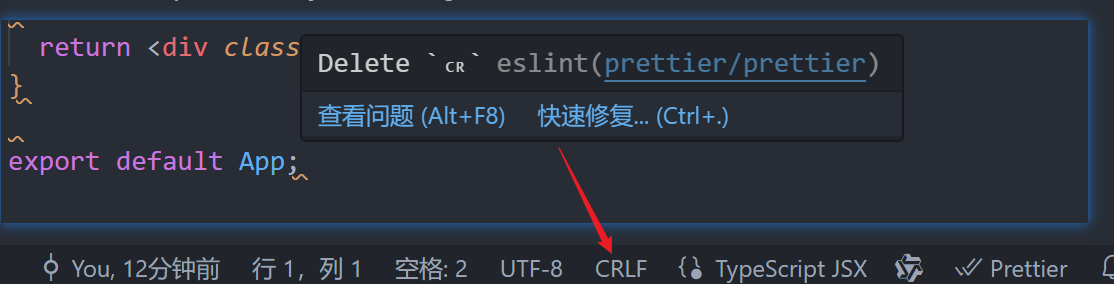 return <div class
Delete `CR` eslint(prettier/prettier)
查看问题 (Alt+F8) 快速修复... (Ctrl+.)
}
export default App;
You, 12分钟前 行 1，列 1 空格: 2 UTF-8 CRLF {} TypeScript JSX Prettier